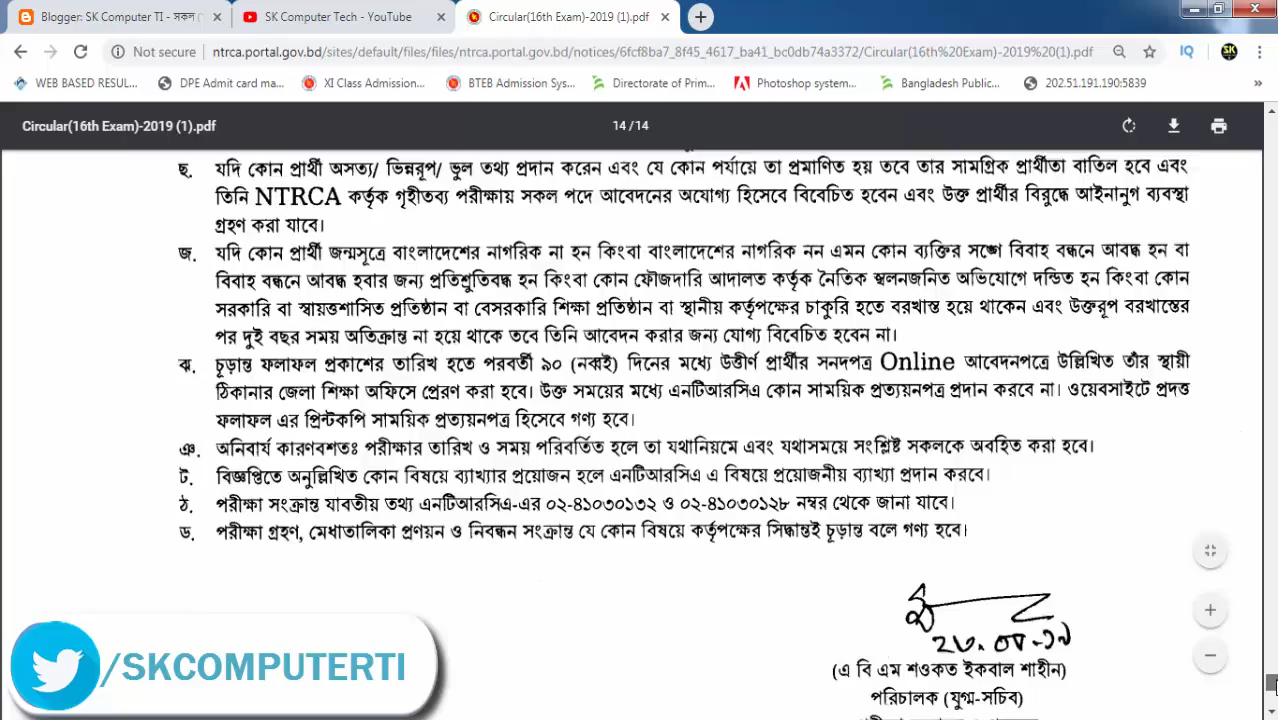 Blogger: SK Computer TI - সকল
SK Computer Tech - YouTube
Circular(16th Exam)-2019 (1).pdf
Not secure
ntrca.portal.gov.bd/sites/default/files/files/ntrca.portal.gov.bd/notices/6fcf8ba7_8f45_4617_ba41_bc0db74a3372/Circular(16th%20Exam)-2019%20(1).pdf
IQ
SK
WEB BASED RESUL...
DPE Admit card ma...
XI Class Admission...
BTEB Admission Sys...
Directorate of Prim...
Photoshop system...
Bangladesh Public...
202.51.191.190:5839
»
Circular(16th Exam)-2019 (1).pdf
14 / 14
ছ. যদি কোন প্রার্থী অসত্য/ ভিন্নরূপ/ ভুল তথ্য প্রদান করেন এবং যে কোন পর্যায়ে তা প্রমাণিত হয় তবে তার সামগ্রিক প্রার্থীতা বাতিল হবে এবং
তিনি NTRCA কর্তৃক গৃহীতব্য পরীক্ষায় সকল পদে আবেদনের অযোগ্য হিসেবে বিবেচিত হবেন এবং উক্ত প্রার্থীর বিরুদ্ধে আইনানুগ ব্যবস্থা
গ্রহণ করা যাবে।
জ. যদি কোন প্রার্থী জন্মসূত্রে বাংলাদেশের নাগরিক না হন কিংবা বাংলাদেশের নাগরিক নন এমন কোন ব্যক্তির সঙ্গে বিবাহ বন্ধনে আবদ্ধ হন বা
বিবাহ বন্ধনে আবদ্ধ হবার জন্য প্রতিশ্রুতিবদ্ধ হন কিংবা কোন ফৌজদারি আদালত কর্তৃক নৈতিক স্খলনজনিত অভিযোগে দন্ডিত হন কিংবা কোন
সরকারি বা স্বায়ত্তশাসিত প্রতিষ্ঠান বা বেসরকারি শিক্ষা প্রতিষ্ঠান বা স্থানীয় কর্তৃপক্ষের চাকুরি হতে বরখাস্ত হয়ে থাকেন এবং উক্তরূপ বরখাস্তের
পর দুই বছর সময় অতিক্রান্ত না হয়ে থাকে তবে তিনি আবেদন করার জন্য যোগ্য বিবেচিত হবেন না।
ঝ. চূড়ান্ত ফলাফল প্রকাশের তারিখ হতে পরবর্তী ৯০ (নব্বই) দিনের মধ্যে উত্তীর্ণ প্রার্থীর সনদপত্র Online আবেদনপত্রে উল্লিখিত তাঁর স্থায়ী
ঠিকানার জেলা শিক্ষা অফিসে প্রেরণ করা হবে। উক্ত সময়ের মধ্যে এনটিআরসিএ কোন সাময়িক প্রত্যয়নপত্র প্রদান করবে না। ওয়েবসাইটে প্রদত্ত
ফলাফল এর প্রিন্টকপি সাময়িক প্রত্যয়নপত্র হিসেবে গণ্য হবে।
ঞ. অনিবার্য কারণবশতঃ পরীক্ষার তারিখ ও সময় পরিবর্তিত হলে তা যথানিয়মে এবং যথাসময়ে সংশ্লিষ্ট সকলকে অবহিত করা হবে।
ট. বিজ্ঞপ্তিতে অনুল্লিখিত কোন বিষয়ে ব্যাখ্যার প্রয়োজন হলে এনটিআরসিএ এ বিষয়ে প্রয়োজনীয় ব্যাখ্যা প্রদান করবে।
ঠ. পরীক্ষা সংক্রান্ত যাবতীয় তথ্য এনটিআরসিএ-এর ০২-৪১০৩০১৩২ ও ০২-৪১০৩০১২৮ নম্বর থেকে জানা যাবে।
ড. পরীক্ষা গ্রহণ, মেধাতালিকা প্রণয়ন ও নিবন্ধন সংক্রান্ত যে কোন বিষয়ে কর্তৃপক্ষের সিদ্ধান্তই চূড়ান্ত বলে গণ্য হবে।
(এ বি এম শওকত ইকবাল শাহীন)
পরিচালক (যুগ্ম-সচিব)
/SKCOMPUTERTI